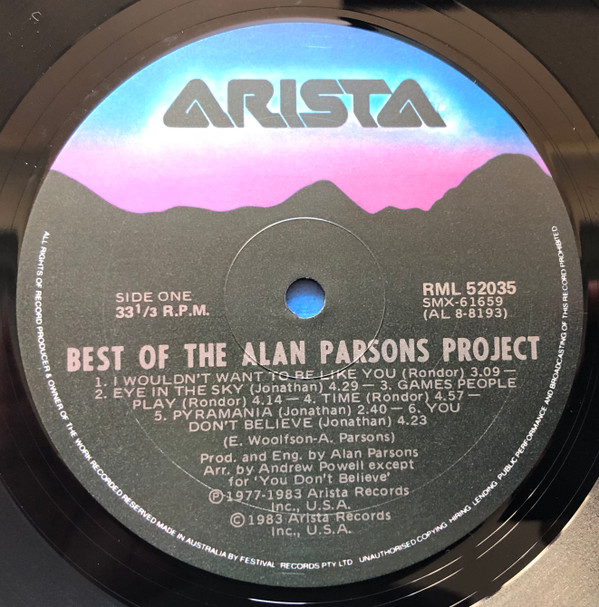 ARISTA
SIDE ONE
33 1/3 R.P.M.
RML 52035
SMX-61659
(AL 8-8193)
BEST OF THE ALAN PARSONS PROJECT
1. I WOULDN'T WANT TO BE LIKE YOU (Rondor) 3.09 —
2. EYE IN THE SKY (Jonathan) 4.29 — 3. GAMES PEOPLE
PLAY (Rondor) 4.14 — 4. TIME (Rondor) 4.57 —
5. PYRAMANIA (Jonathan) 2.40 — 6. YOU
DON'T BELIEVE (Jonathan) 4.23
(E. Woolfson-A. Parsons)
Prod. and Eng. by Alan Parsons
Arr. by Andrew Powell except
for 'You Don't Believe'
Ⓟ 1977-1983 Arista Records
Inc., U.S.A.
© 1983 Arista Records
Inc., U.S.A.
ALL RIGHTS OF RECORD PRODUCER & OWNER OF THE WORK RECORDED RESERVED MADE IN AUSTRALIA BY FESTIVAL RECORDS PTY LTD UNAUTHORISED COPYING HIRING LENDING PUBLIC PERFORMANCE AND BROADCASTING OF THIS RECORD PROHIBITED